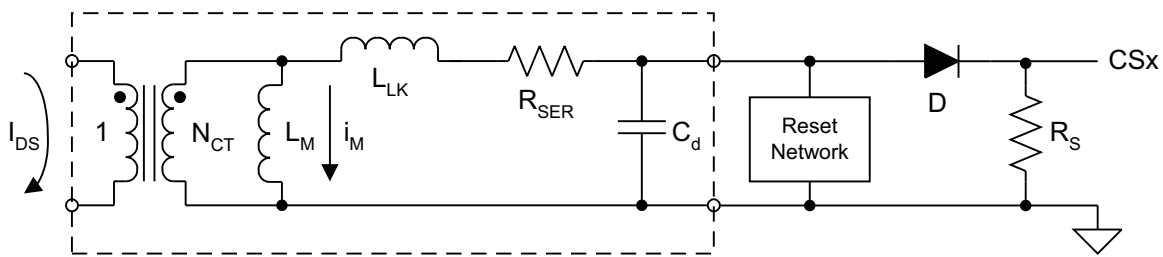 CSx
L_LK
R_SER
D
I_DS
1
N_CT
L_M
i_M
C_d
Reset
Network
R_S